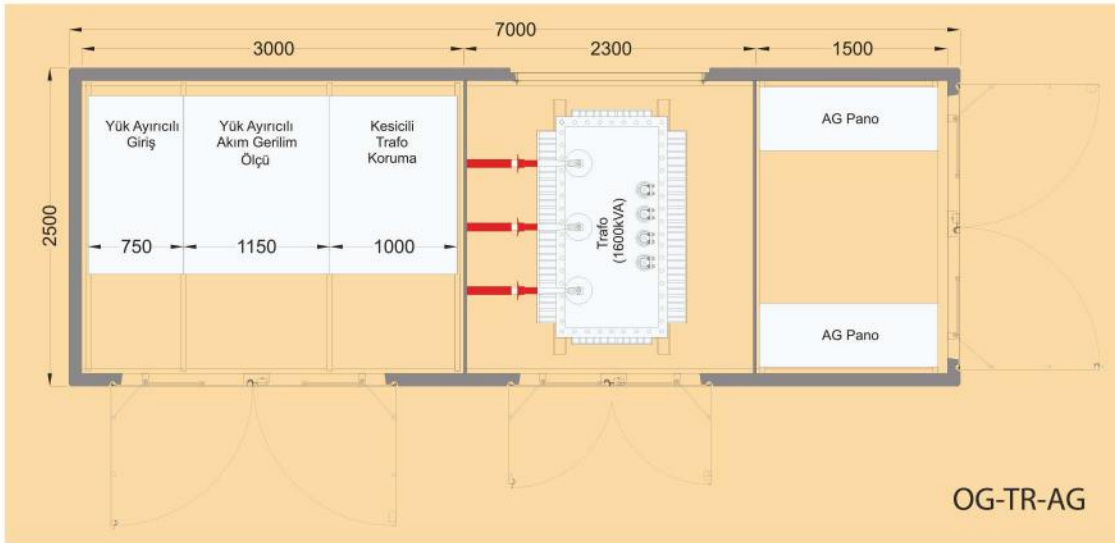 7000
3000
2300
1500
2500
Yük Ayırıcılı
Giriş
Yük Ayırıcılı
Akım Gerilim
Ölçü
Kesicili
Trafo
Koruma
750
1150
1000
Trafo
(1600kVA)
AG Pano
AG Pano
OG-TR-AG